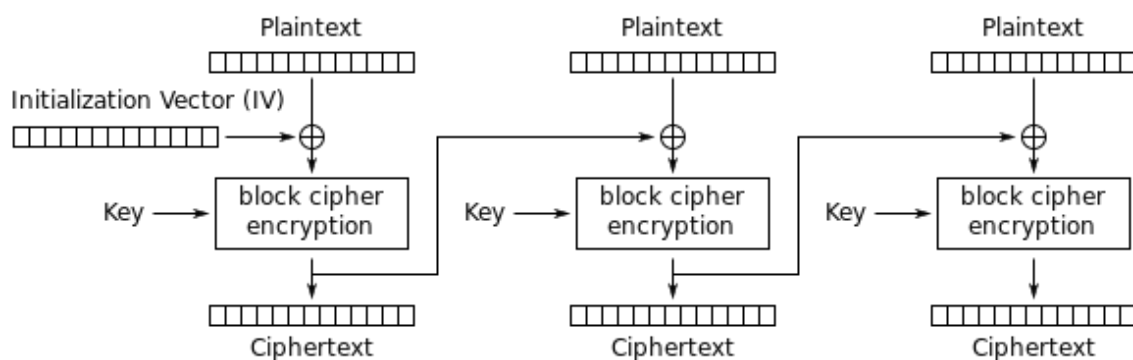 Plaintext
Plaintext
Plaintext
Initialization Vector (IV)
Key
block cipher
encryption
Key
block cipher
encryption
Key
block cipher
encryption
Ciphertext
Ciphertext
Ciphertext